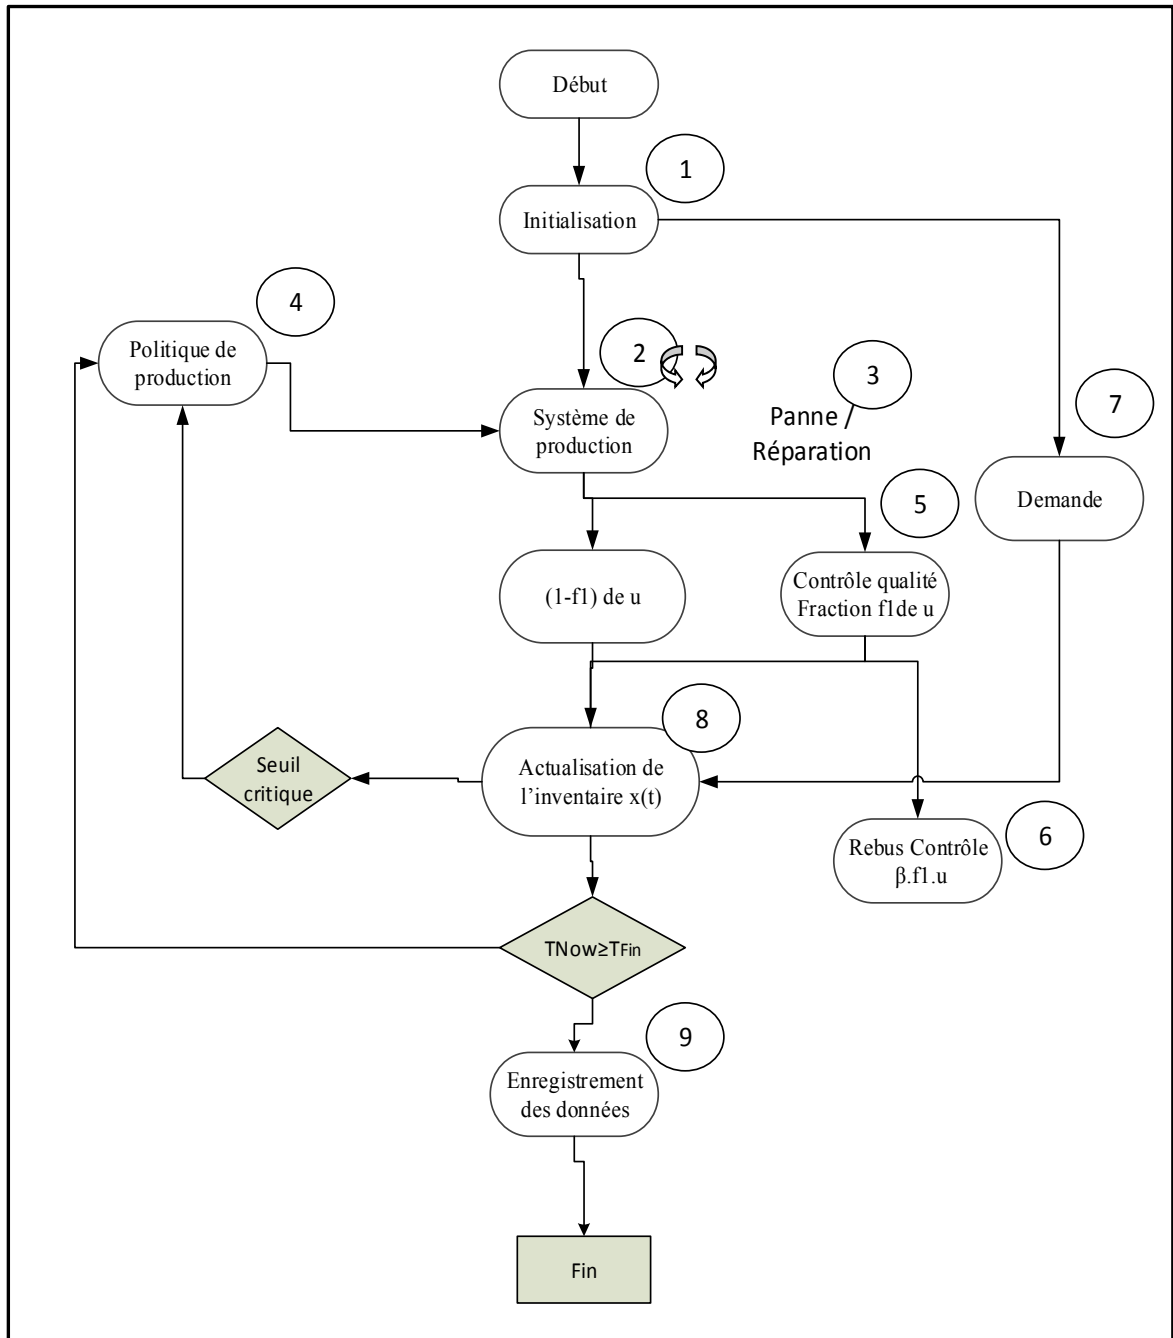 Début
1
Initialisation
4
Politique de
production
2
3
Panne /
Réparation
7
Système de
production
5
Demande
(1-f1) de u
Contrôle qualité
Fraction f1de u
8
Seuil
critique
Actualisation de
l’inventaire x(t)
6
Rebus Contrôle
β.f1.u
TNow≥TFin
9
Enregistrement
des données
Fin